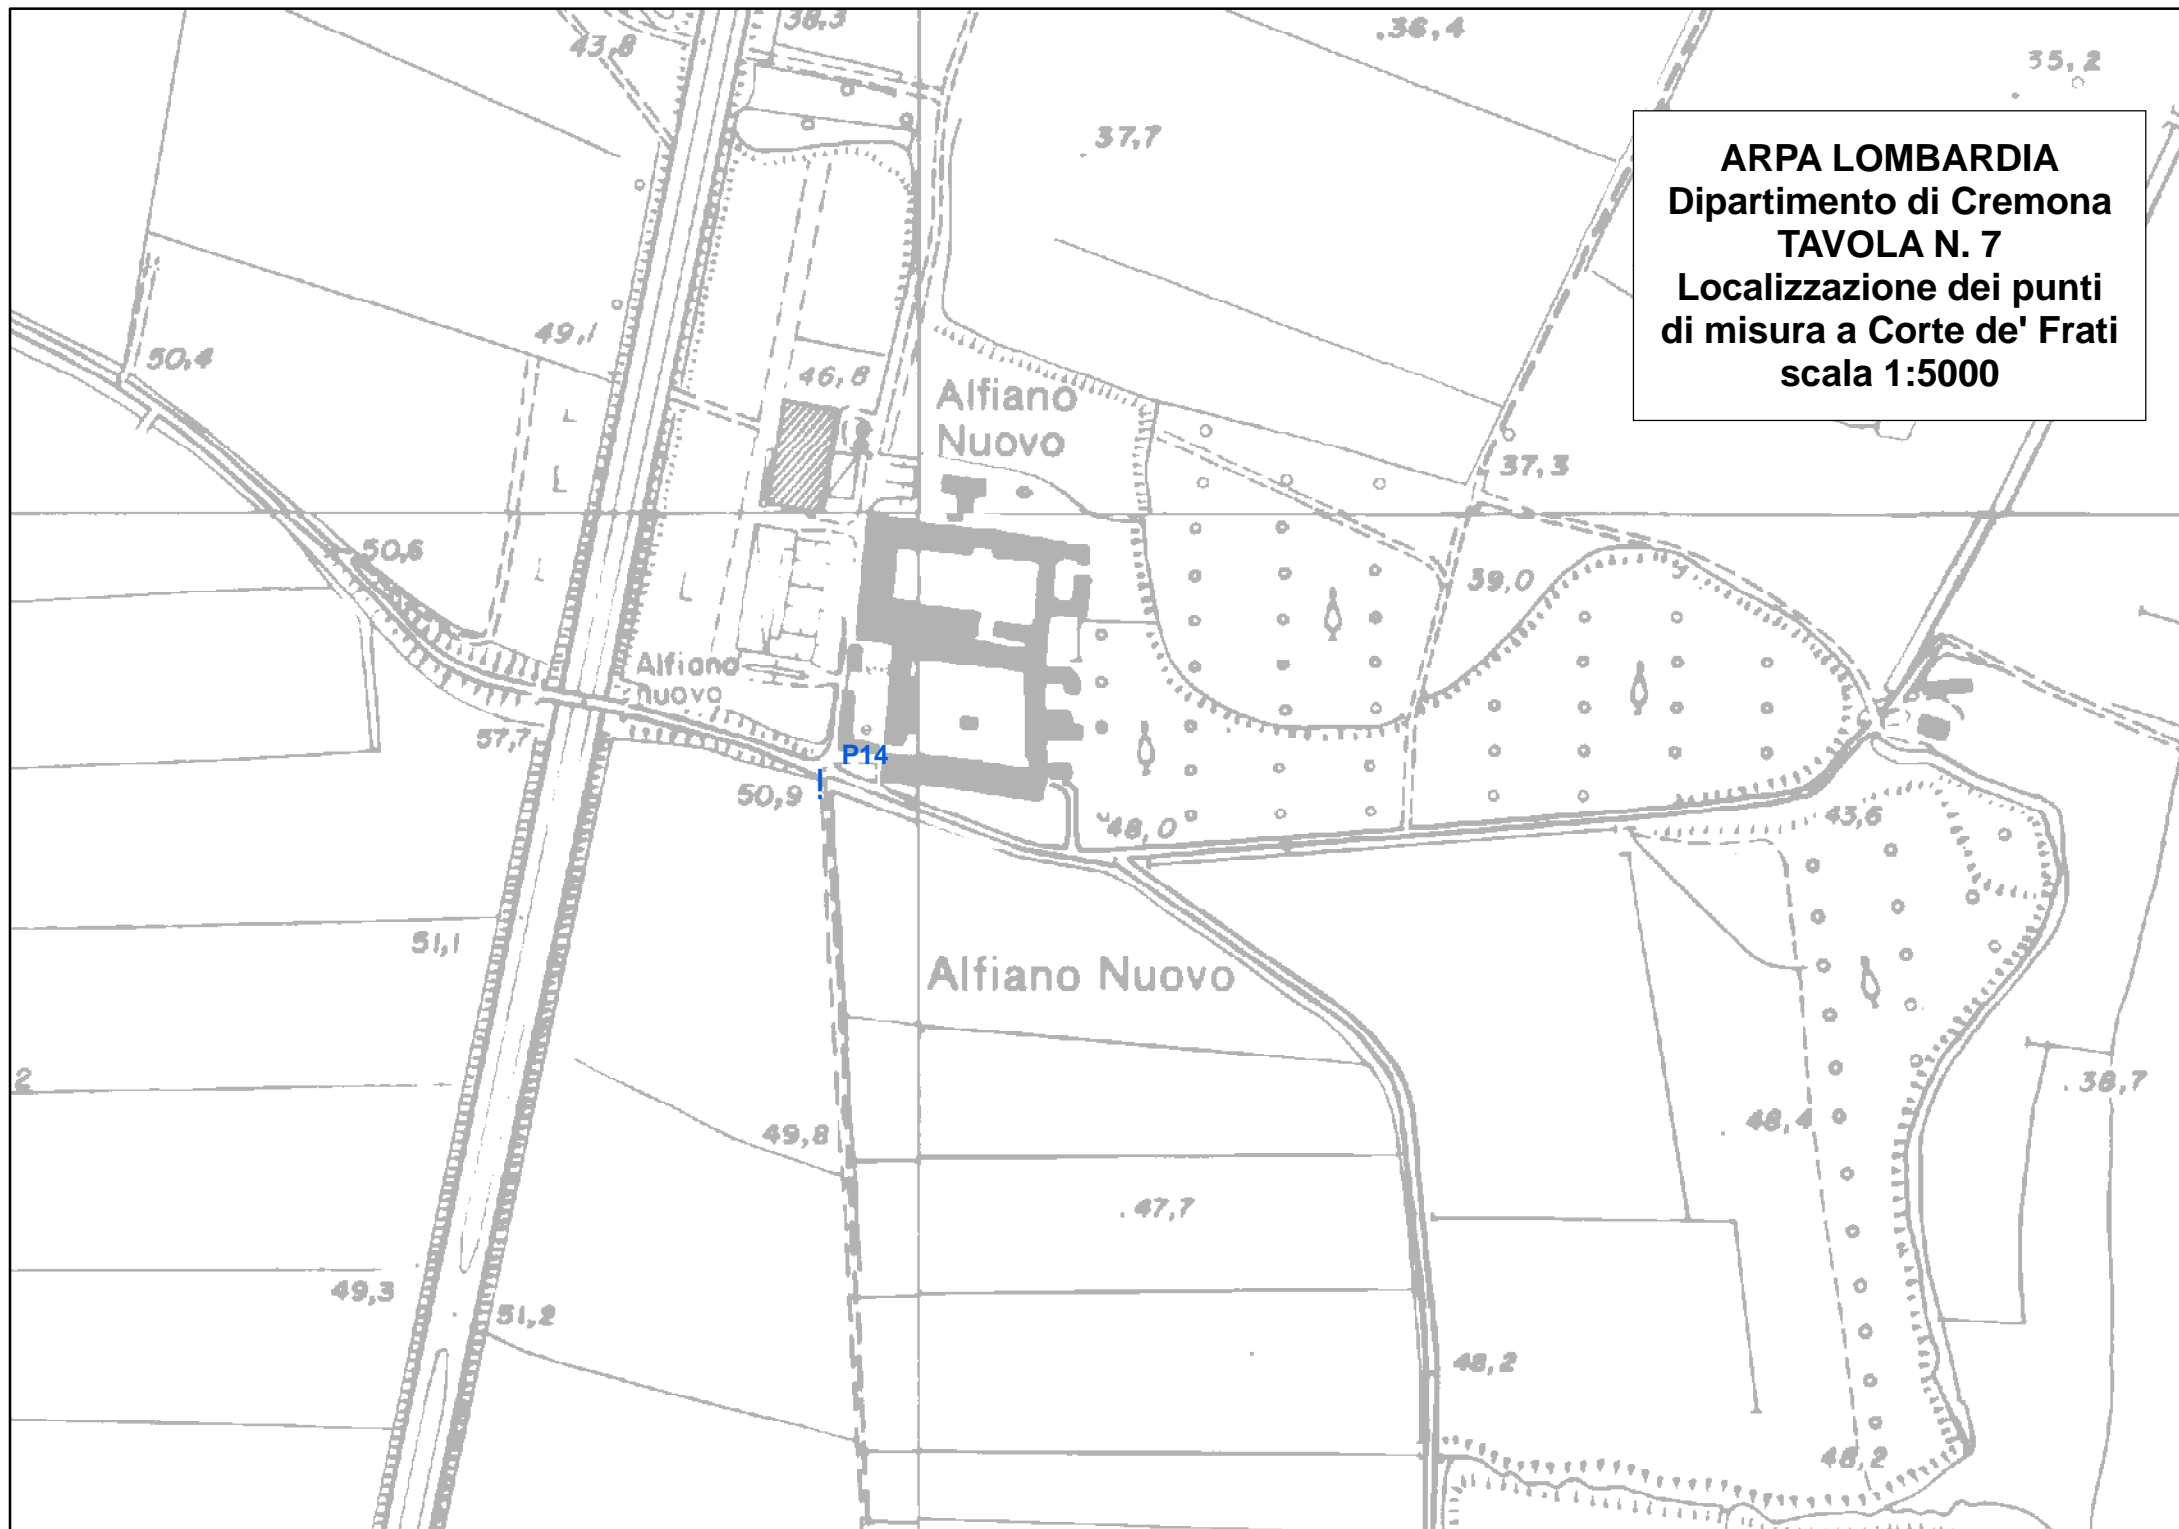 38,3
43,8
36,4
35,2
37,7
ARPA LOMBARDIA
Dipartimento di Cremona
TAVOLA N. 7
Localizzazione dei punti
di misura a Corte de' Frati
scala 1:5000
49,1
50,4
46,8
Alfiano
Nuovo
37,3
50,6
39,0
Alfiano
nuovo
57,7
P14
50,9
48,0
43,6
51,1
Alfiano Nuovo
2
38,7
48,4
49,8
47,7
49,3
51,2
48,2
48,2